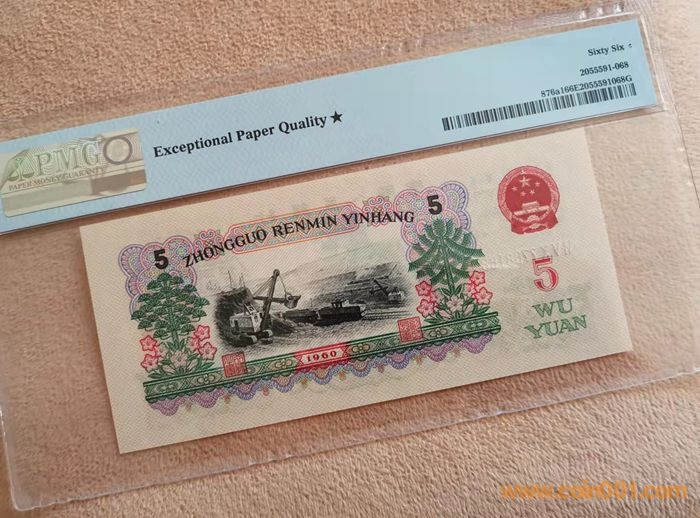 Sixty Six ★
2055591-068
876a166E2055591068G
Exceptional Paper Quality ★
PMG
PAPER MONEY GUARANTY
5 ZHONGGUO RENMIN YINHANG 5
1960
5
WU
YUAN
www.coin001.com